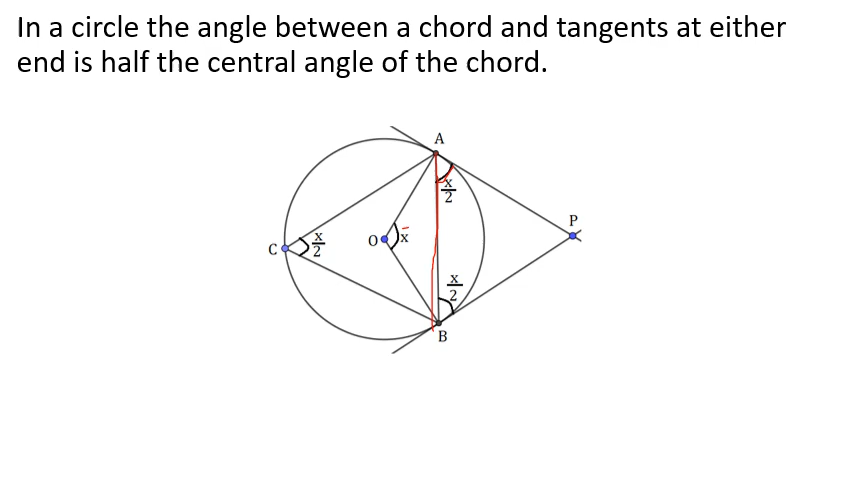 In a circle the angle between a chord and tangents at either
end is half the central angle of the chord.
A
x
2
P
C
x
2
O
x
x
2
B